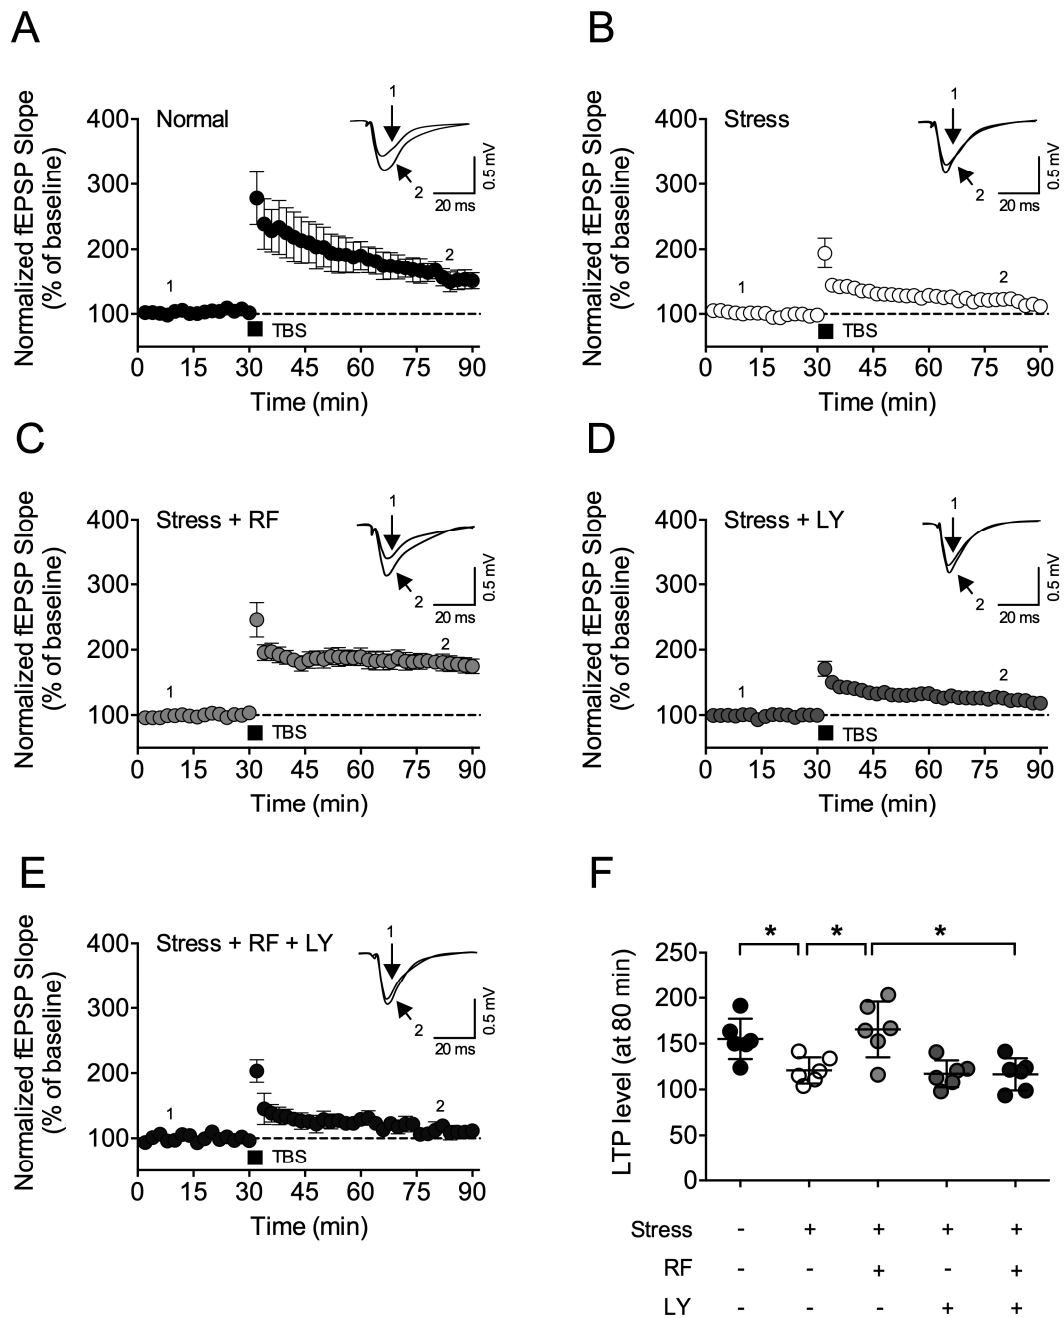 A
Normalized fEPSP Slope
(% of baseline)
400
300
200
100
Normal
1
2
0.5 mV
20 ms
1
2
TBS
0 15 30 45 60 75 90
Time (min)
B
Normalized fEPSP Slope
(% of baseline)
400
300
200
100
Stress
1
2
0.5 mV
20 ms
1
2
TBS
0 15 30 45 60 75 90
Time (min)
C
Normalized fEPSP Slope
(% of baseline)
400
300
200
100
Stress + RF
1
2
0.5 mV
20 ms
1
2
TBS
0 15 30 45 60 75 90
Time (min)
D
Normalized fEPSP Slope
(% of baseline)
400
300
200
100
Stress + LY
1
2
0.5 mV
20 ms
1
2
TBS
0 15 30 45 60 75 90
Time (min)
E
Normalized fEPSP Slope
(% of baseline)
400
300
200
100
Stress + RF + LY
1
2
0.5 mV
20 ms
1
2
TBS
0 15 30 45 60 75 90
Time (min)
F
LTP level (at 80 min)
250
200
150
100
50
0
* * *
Stress - + + + +
RF - - + - +
LY - - - + +